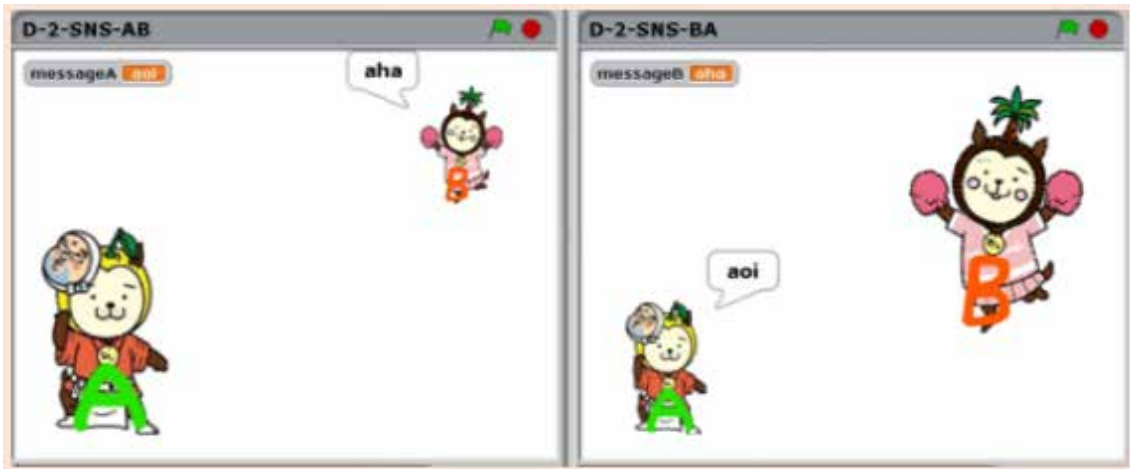 D-2-SNS-AB
messageA aoi
aha
B
A
D-2-SNS-BA
messageB aha
B
aoi
A